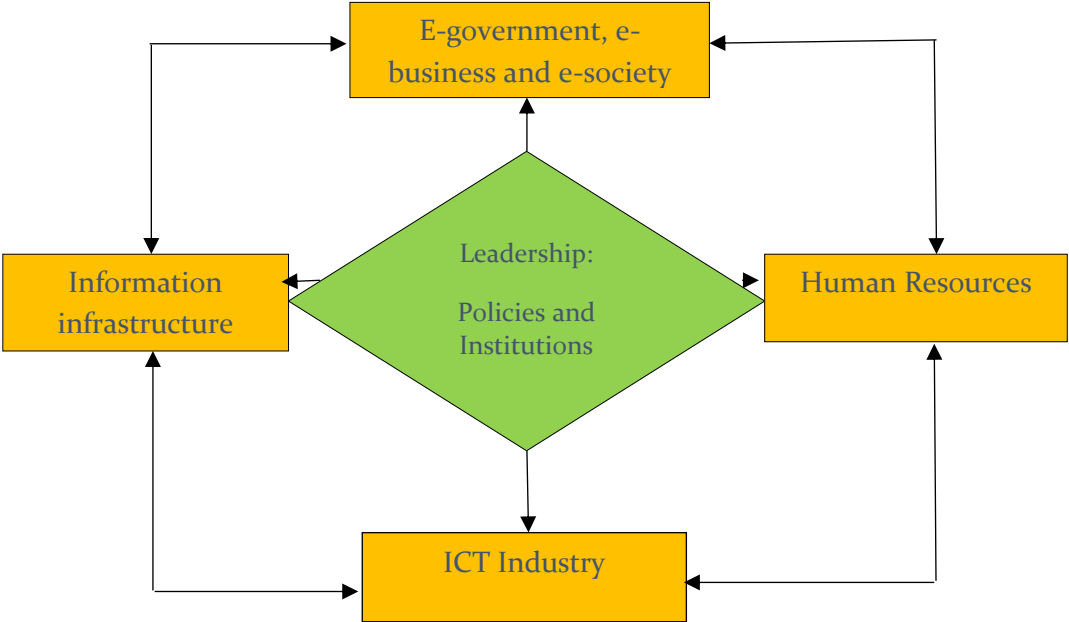 E-government, e-
business and e-society
Leadership:
Information
infrastructure
Human Resources
Policies and
Institutions
ICT Industry